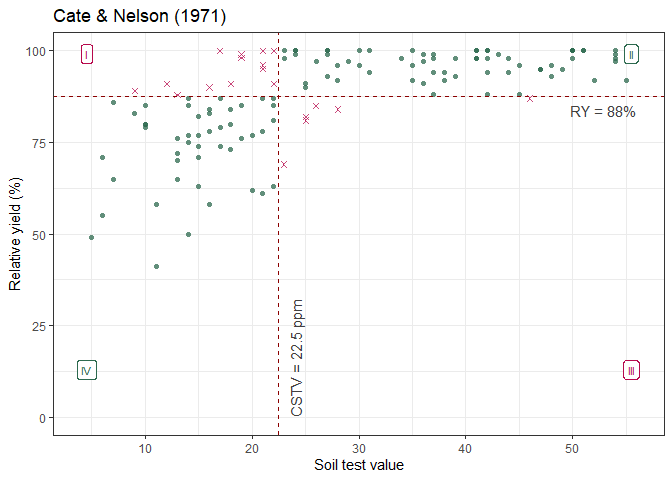 Cate & Nelson (1971)
I
II
RY = 88%
CSTV = 22.5 ppm
IV
III
Relative yield (%)
100
75
50
25
0
10
20
30
40
50
Soil test value